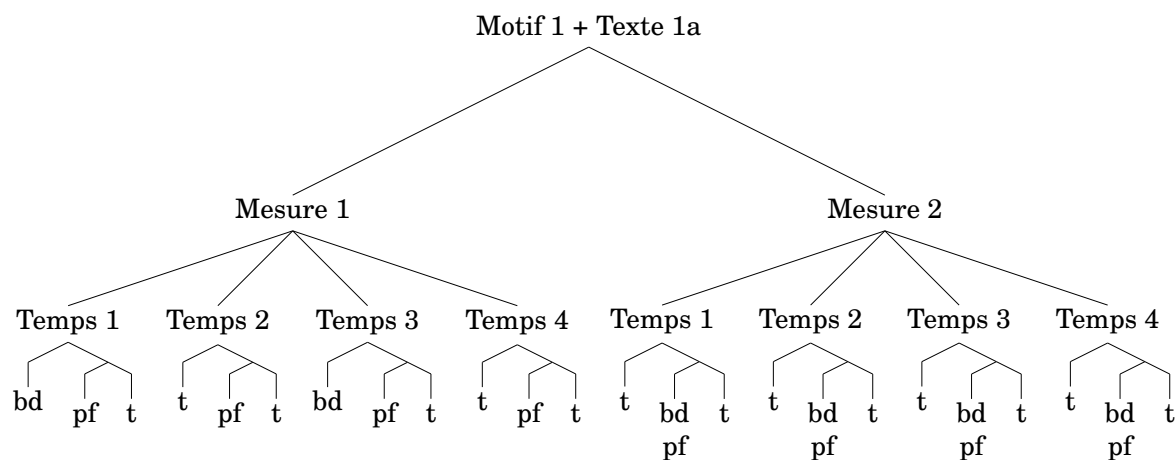 Motif 1 + Texte 1a
Mesure 1 Mesure 2
Temps 1 Temps 2 Temps 3 Temps 4 Temps 1 Temps 2 Temps 3 Temps 4
bd pf t t pf t bd pf t t pf t t bd t t bd t t bd t t bd t
pf pf pf pf